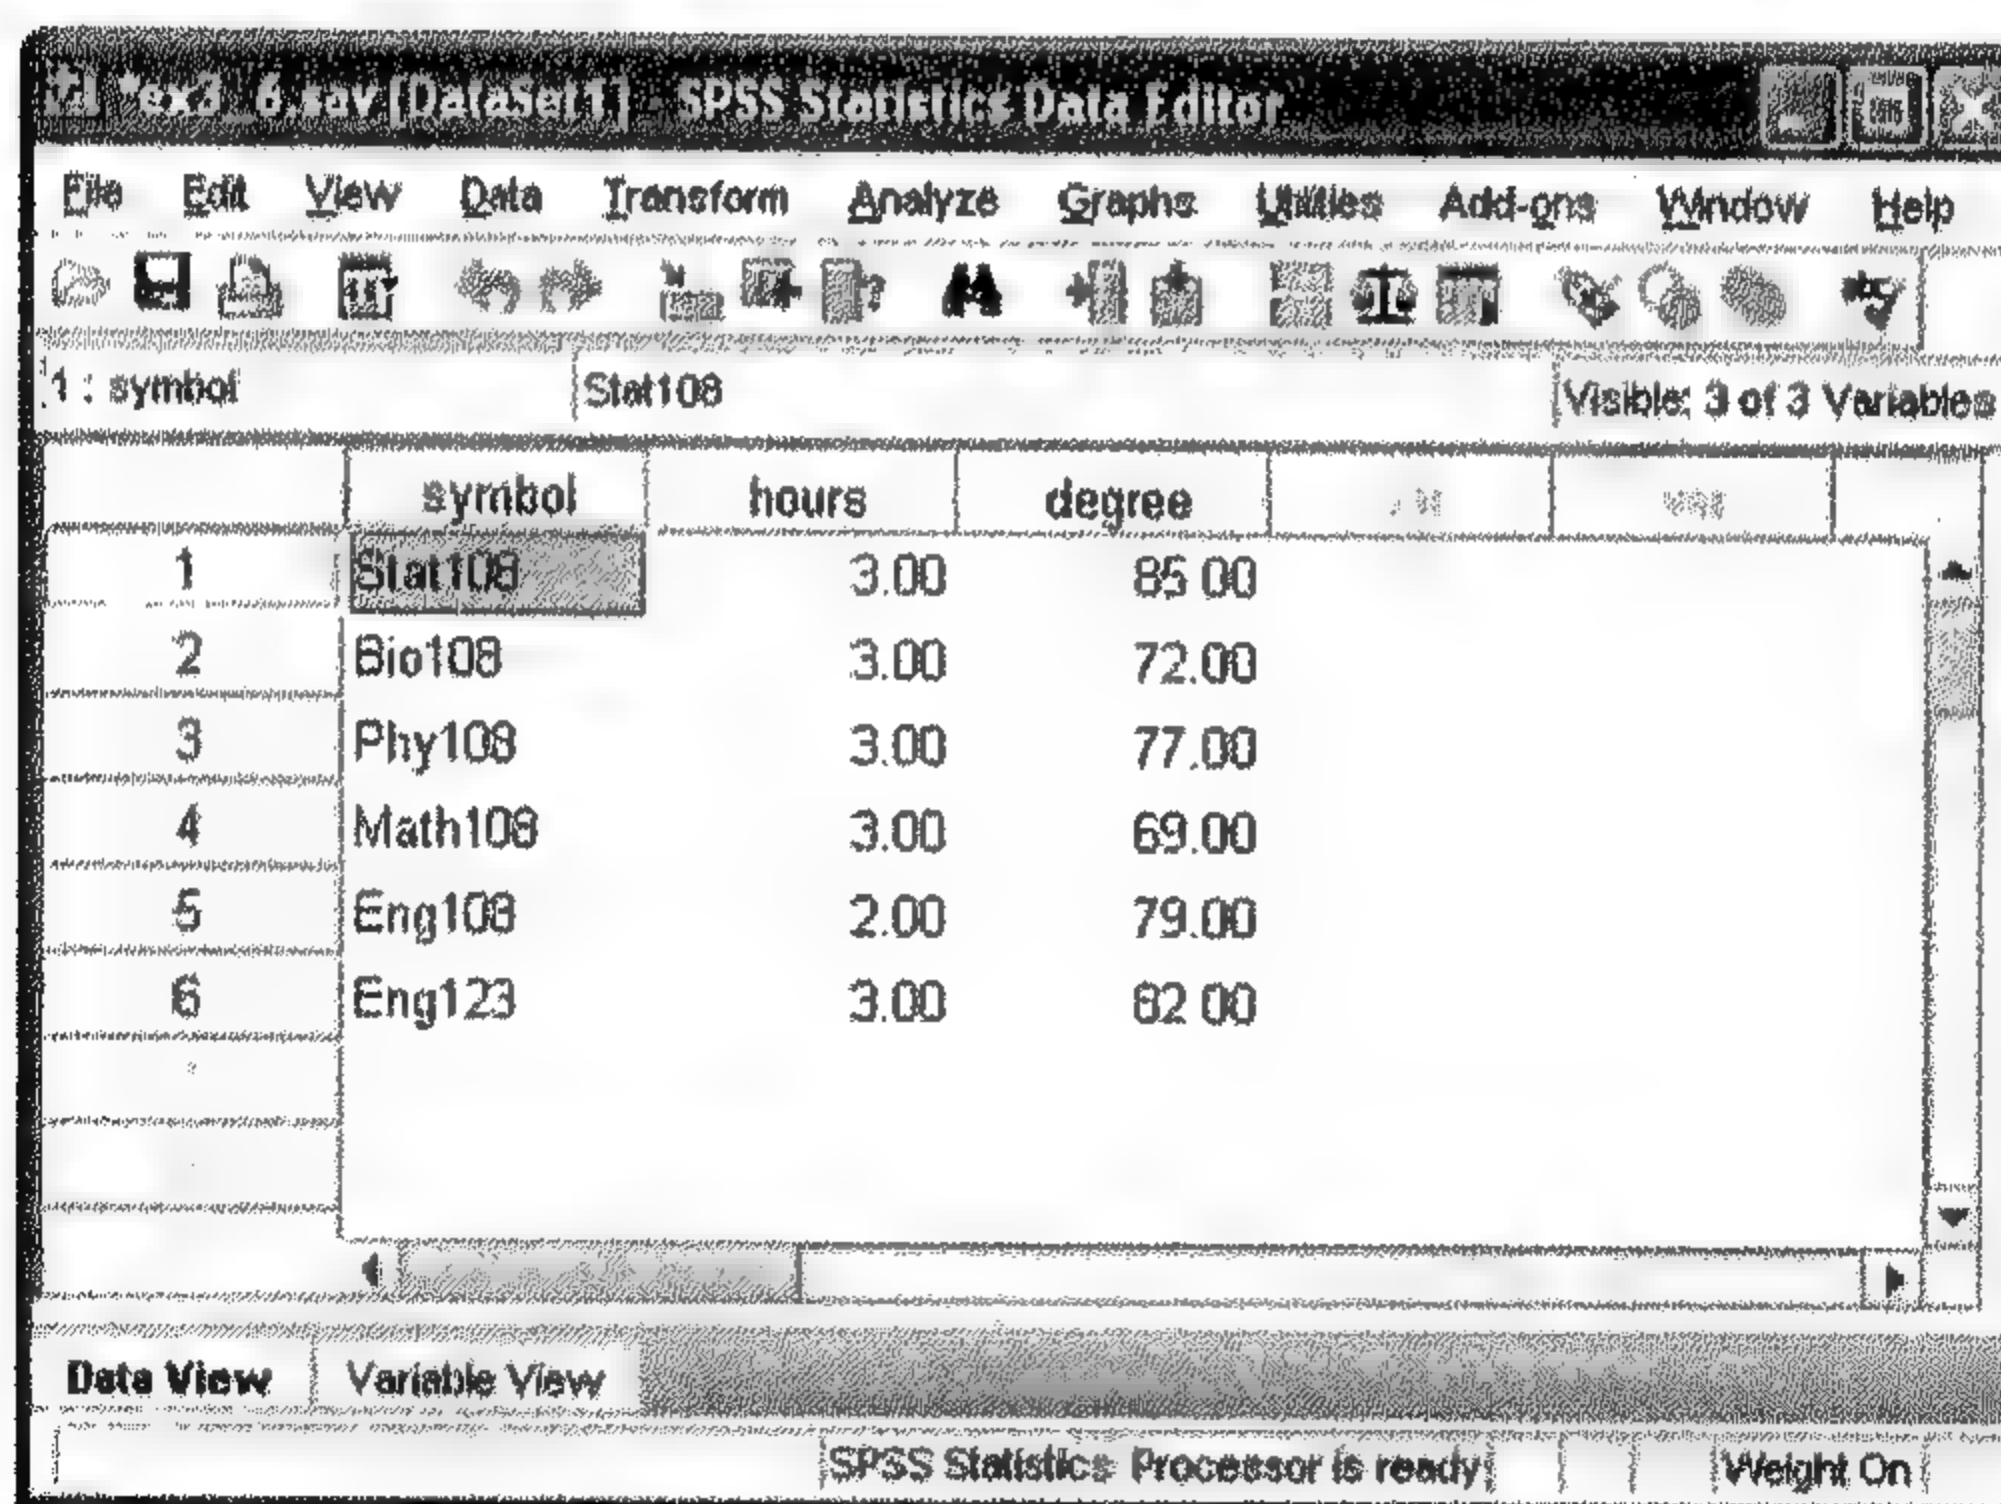 *ex3_6.sav [DataSet1] - SPSS Statistics Data Editor
File Edit View Data Transform Analyze Graphs Utilities Add-ons Window Help
1 : symbol Stat108 Visible: 3 of 3 Variables
symbol hours degree var
1 Stat108 3.00 85.00
2 Bio108 3.00 72.00
3 Phy108 3.00 77.00
4 Math108 3.00 69.00
5 Eng108 2.00 79.00
6 Eng123 3.00 82.00
Data View Variable View
SPSS Statistics Processor is ready Weight On